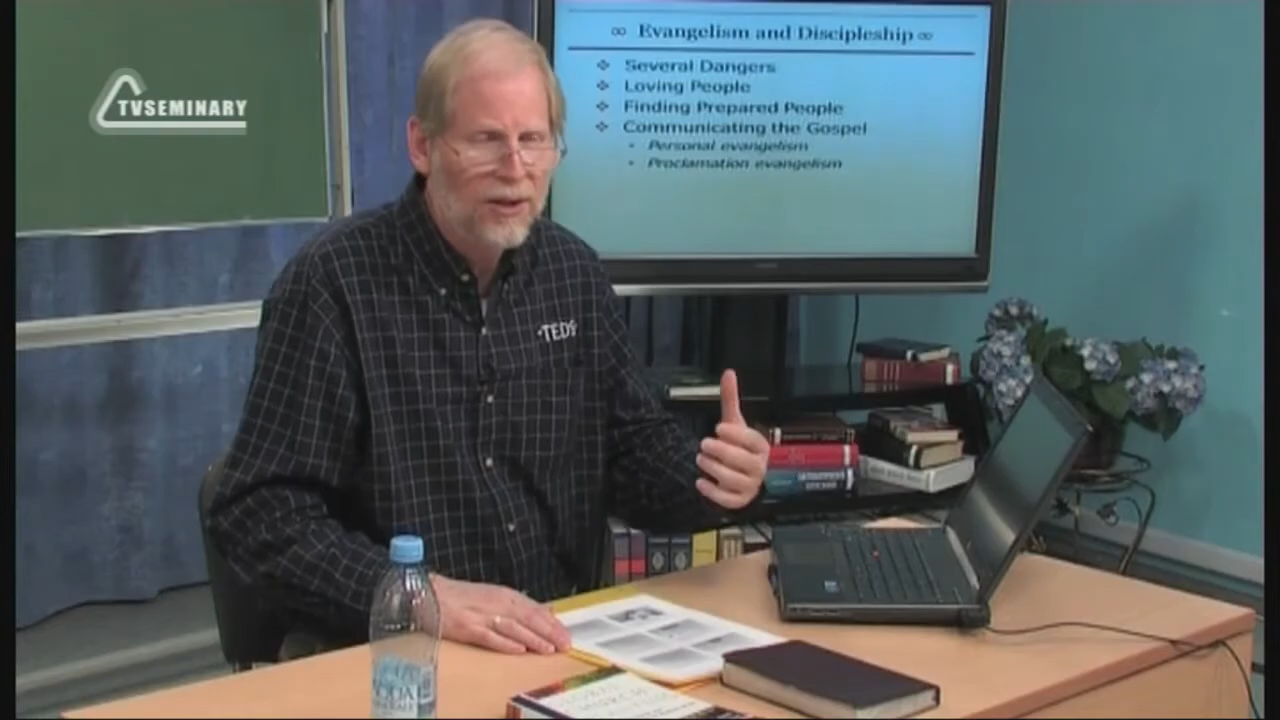 ∞ Evangelism and Discipleship ∞
Several Dangers
Loving People
Finding Prepared People
Communicating the Gospel
Personal evangelism
Proclamation evangelism
TVSEMINARY
TEDS